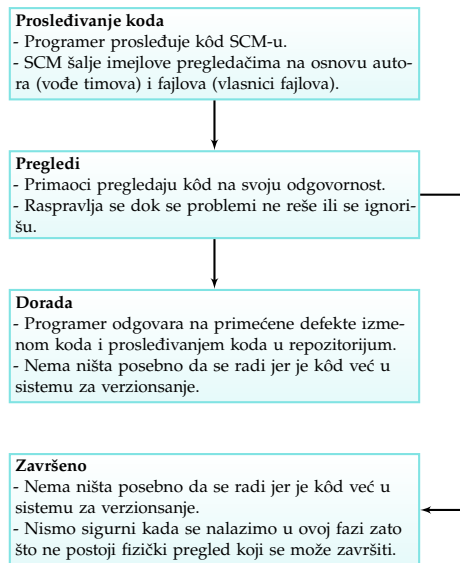 Prosleđivanje koda
- Programer prosleđuje kôd SCM-u.
- SCM šalje imejlove pregledačima na osnovu auto-
ra (vođe timova) i fajlova (vlasnici fajlova).
Pregledi
- Primaoci pregledaju kôd na svoju odgovornost.
- Raspravlja se dok se problemi ne reše ili se ignori-
šu.
Dorada
- Programer odgovara na primećene defekte izme-
nom koda i prosleđivanjem koda u repozitorijum.
- Nema ništa posebno da se radi jer je kôd već u
sistemu za verzionsanje.
Završeno
- Nema ništa posebno da se radi jer je kôd već u
sistemu za verzionsanje.
- Nismo sigurni kada se nalazimo u ovoj fazi zato
što ne postoji fizički pregled koji se može završiti.